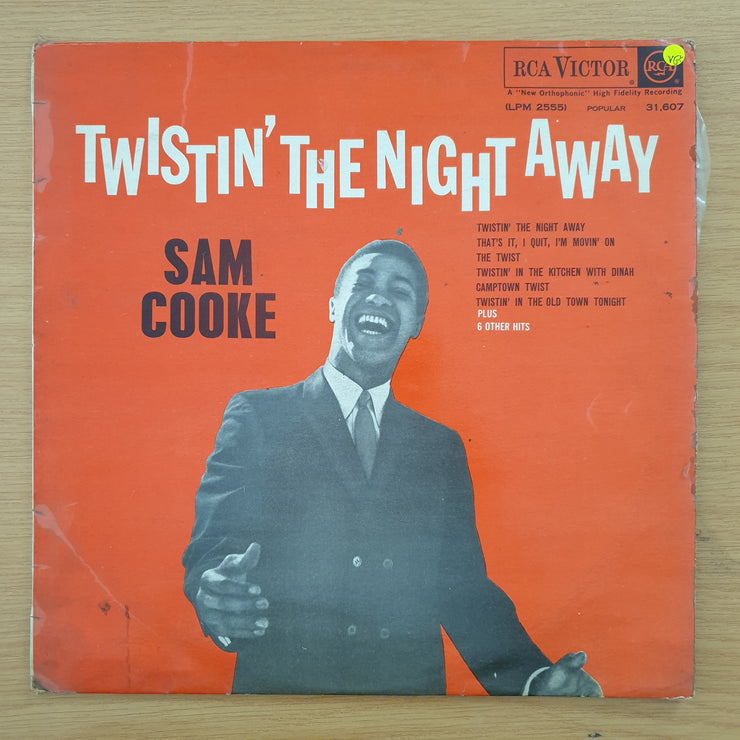 RCA VICTOR
RCA
A "New Orthophonic" High Fidelity Recording
(LPM 2555) POPULAR 31,607
TWISTIN' THE NIGHT AWAY
SAM
COOKE
TWISTIN' THE NIGHT AWAY
THAT'S IT, I QUIT, I'M MOVIN' ON
THE TWIST
TWISTIN' IN THE KITCHEN WITH DINAH
CAMPTOWN TWIST
TWISTIN' IN THE OLD TOWN TONIGHT
PLUS
6 OTHER HITS